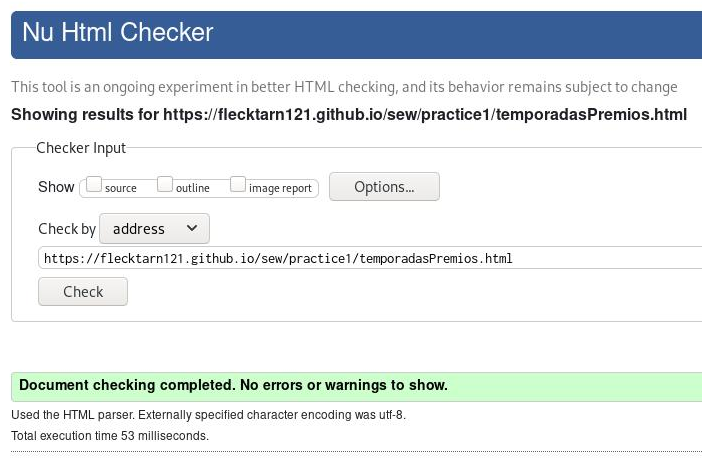 Nu Html Checker
This tool is an ongoing experiment in better HTML checking, and its behavior remains subject to change
Showing results for https://flecktarn121.github.io/sew/practice1/temporadasPremios.html
Checker Input
Show source outline image report Options...
Check by address
https://flecktarn121.github.io/sew/practice1/temporadasPremios.html
Check
Document checking completed. No errors or warnings to show.
Used the HTML parser. Externally specified character encoding was utf-8.
Total execution time 53 milliseconds.